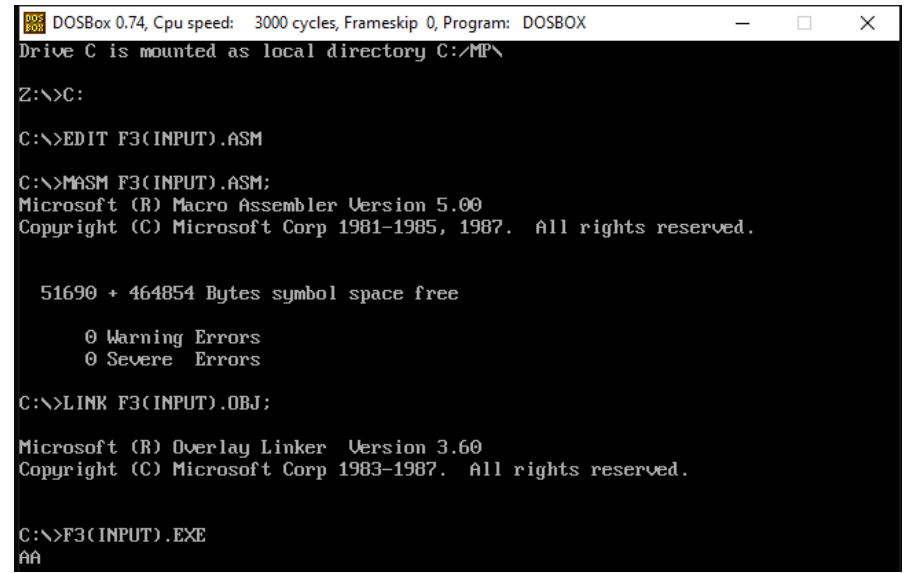 DOSBox 0.74, Cpu speed: 3000 cycles, Frameskip 0, Program: DOSBOX
Drive C is mounted as local directory C:/MP\
Z:\>C:
C:\>EDIT F3(INPUT).ASM
C:\>MASM F3(INPUT).ASM;
Microsoft (R) Macro Assembler Version 5.00
Copyright (C) Microsoft Corp 1981-1985, 1987. All rights reserved.
51690 + 464854 Bytes symbol space free
0 Warning Errors
0 Severe Errors
C:\>LINK F3(INPUT).OBJ;
Microsoft (R) Overlay Linker Version 3.60
Copyright (C) Microsoft Corp 1983-1987. All rights reserved.
C:\>F3(INPUT).EXE
AA